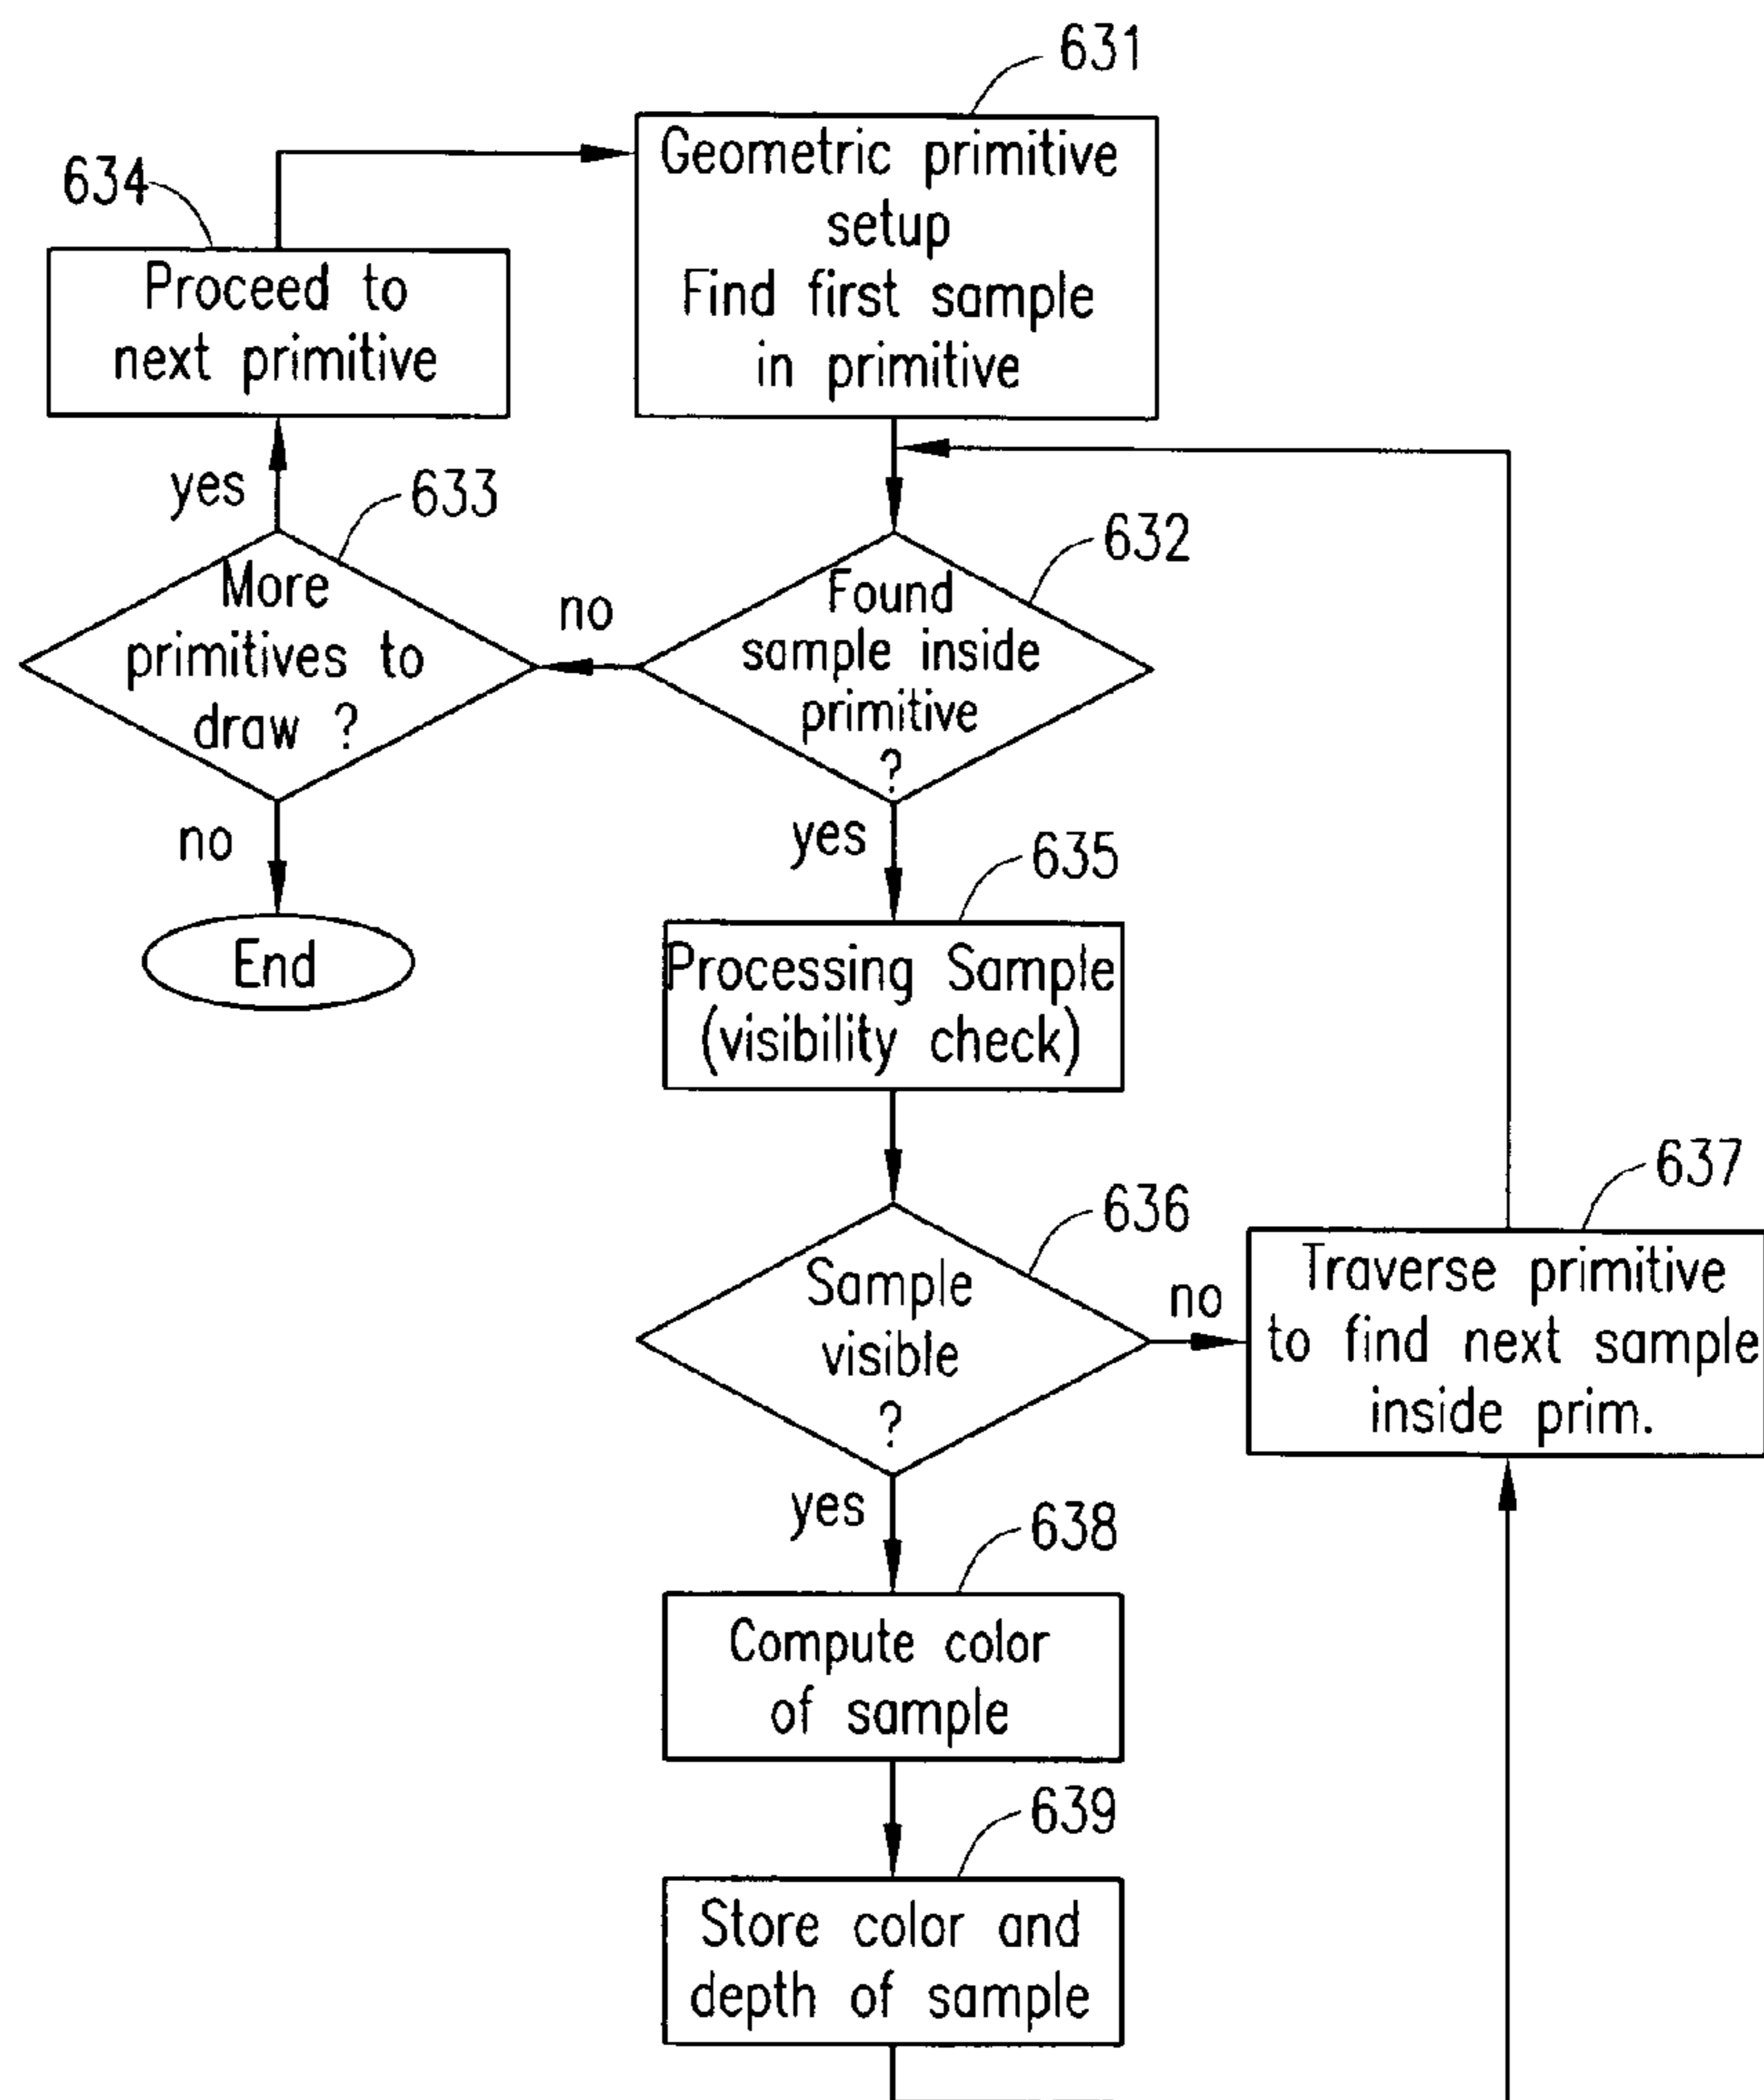 631
Geometric primitive
setup
Find first sample
in primitive
634
Proceed to
next primitive
yes
633
More
primitives to
draw ?
no
632
Found
sample inside
primitive
?
no
End
yes
635
Processing Sample
(visibility check)
636
Sample
visible
?
no
637
Traverse primitive
to find next sample
inside prim.
yes
638
Compute color
of sample
639
Store color and
depth of sample